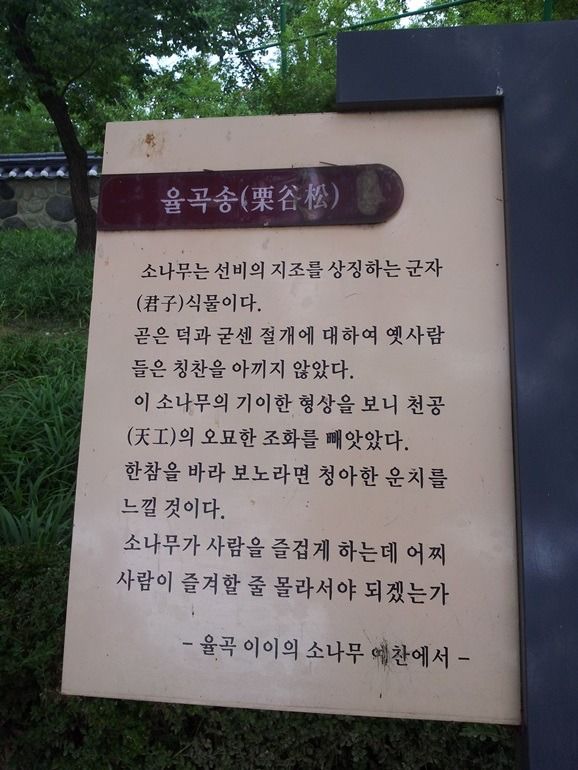 율곡송(栗谷松)
소나무는 선비의 지조를 상징하는 군자
(君子)식물이다.
곧은 덕과 굳센 절개에 대하여 옛사람
들은 칭찬을 아끼지 않았다.
이 소나무의 기이한 형상을 보니 천공
(天工)의 오묘한 조화를 빼앗았다.
한참을 바라 보노라면 청아한 운치를
느낄 것이다.
소나무가 사람을 즐겁게 하는데 어찌
사람이 즐겨할 줄 몰라서야 되겠는가
- 율곡 이이의 소나무 예찬에서 -